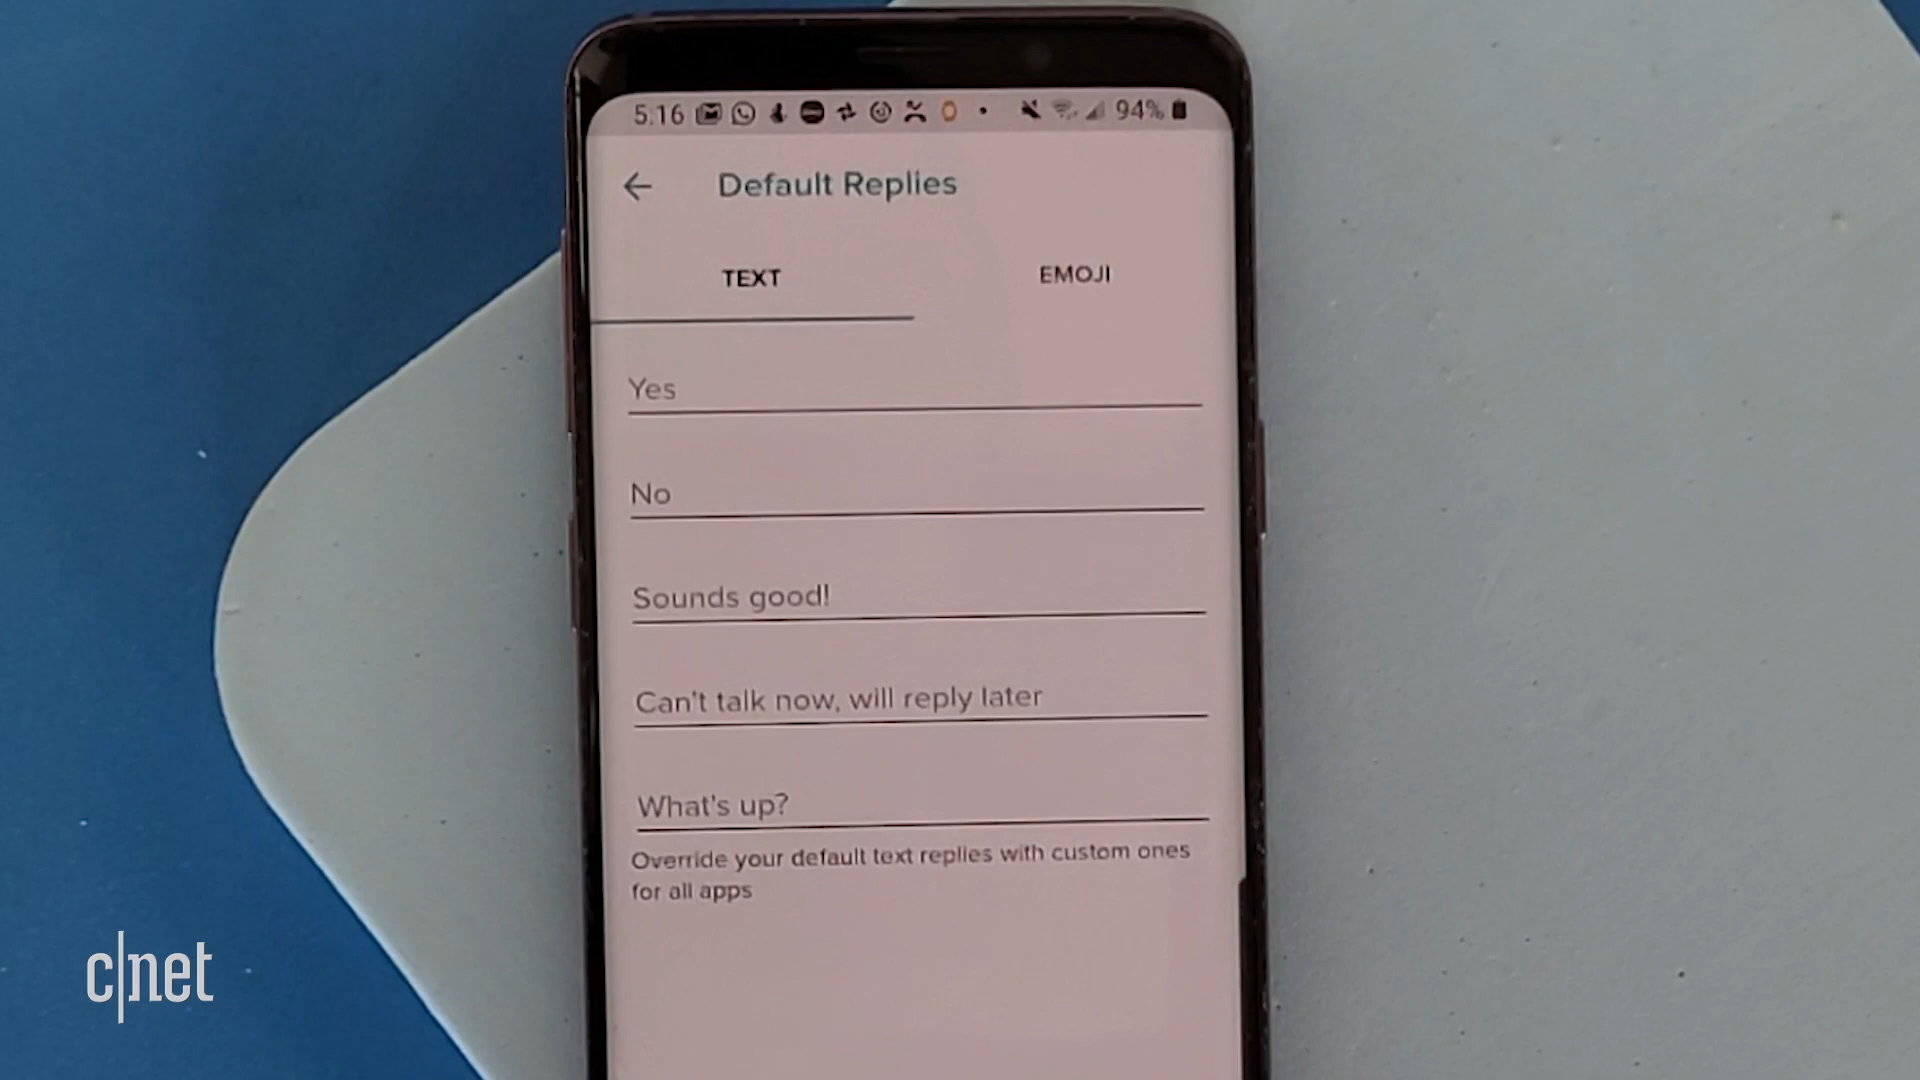 5:16
94%
Default Replies
TEXT
EMOJI
Yes
No
Sounds good!
Can't talk now, will reply later
What's up?
Override your default text replies with custom ones
for all apps
c|net